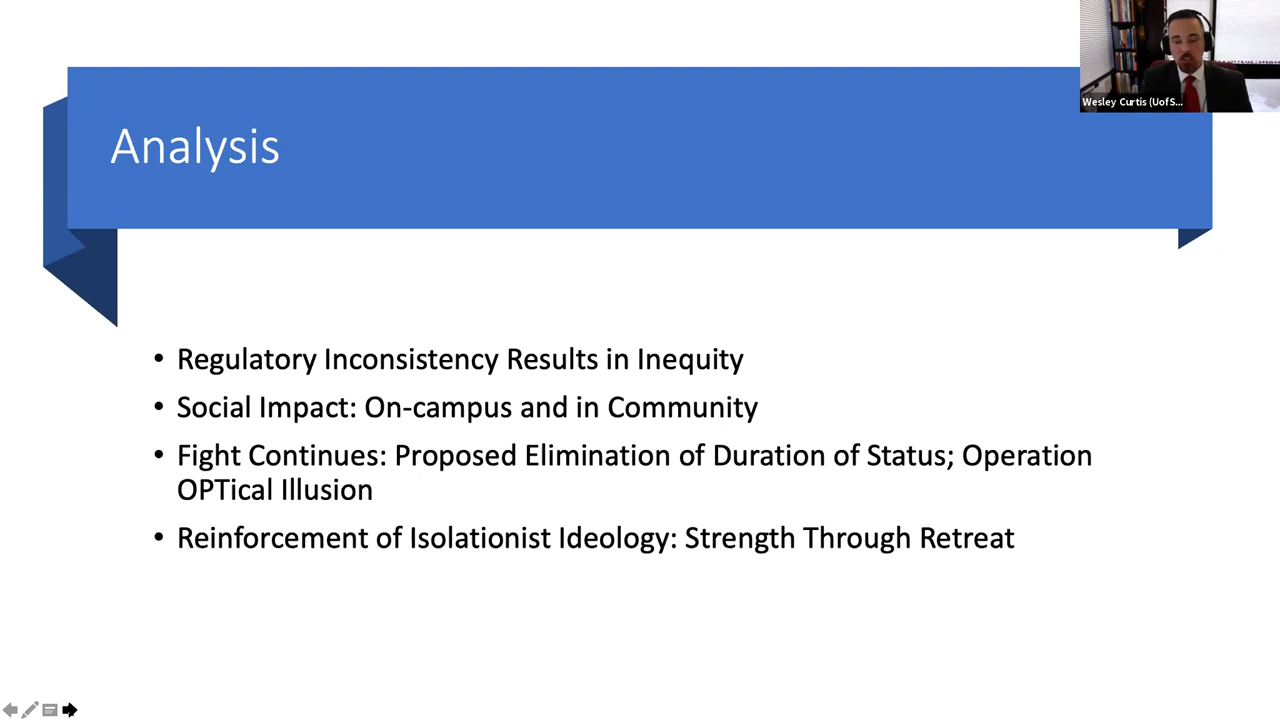 Wesley Curtis (UofS...
Analysis
• Regulatory Inconsistency Results in Inequity
• Social Impact: On-campus and in Community
• Fight Continues: Proposed Elimination of Duration of Status; Operation
OPTical Illusion
• Reinforcement of Isolationist Ideology: Strength Through Retreat